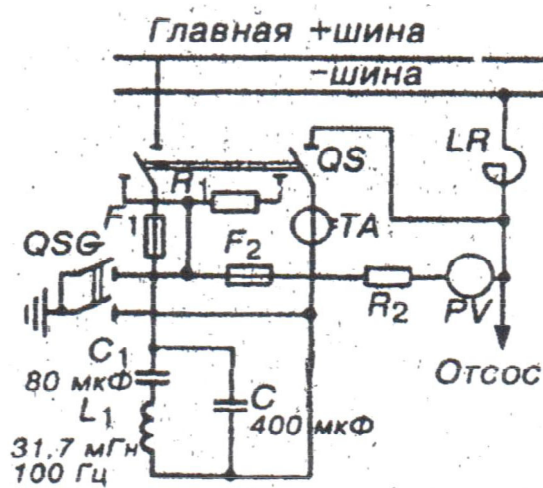 Главная +шина
-шина
LR
QS
R1
F1
TA
QSG
F2
R2
PV
C1
80 мкФ
Отсос
L1
C
400 мкФ
31,7 мГн
100 Гц